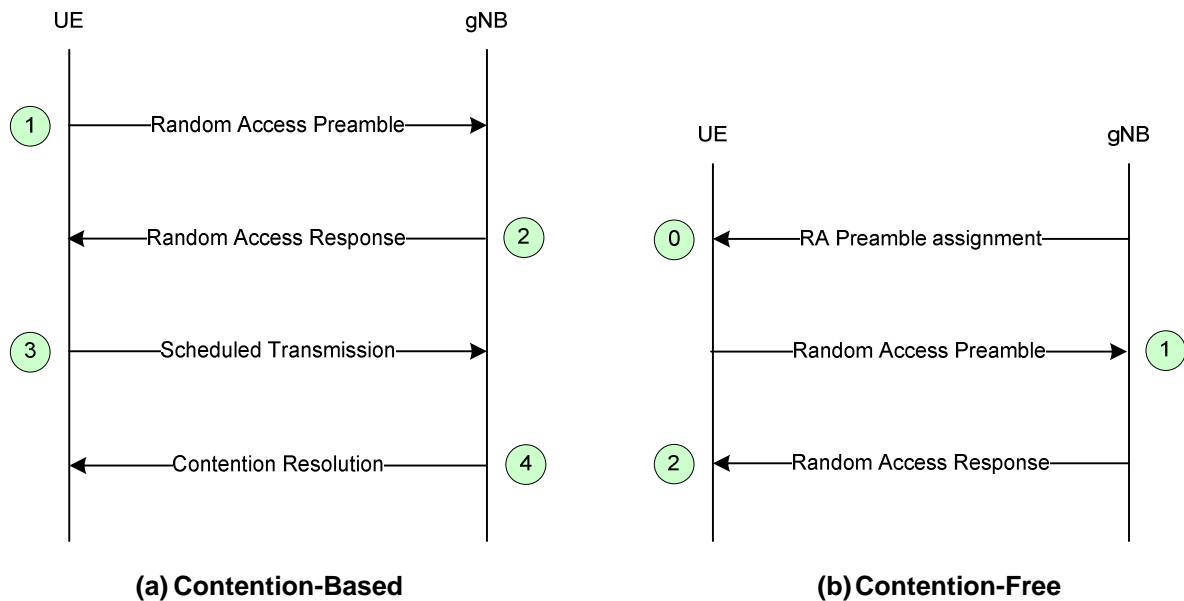 UE gNB
1 Random Access Preamble
Random Access Response 2
3 Scheduled Transmission
Contention Resolution 4
(a) Contention-Based
UE gNB
0 RA Preamble assignment
Random Access Preamble 1
2 Random Access Response
(b) Contention-Free